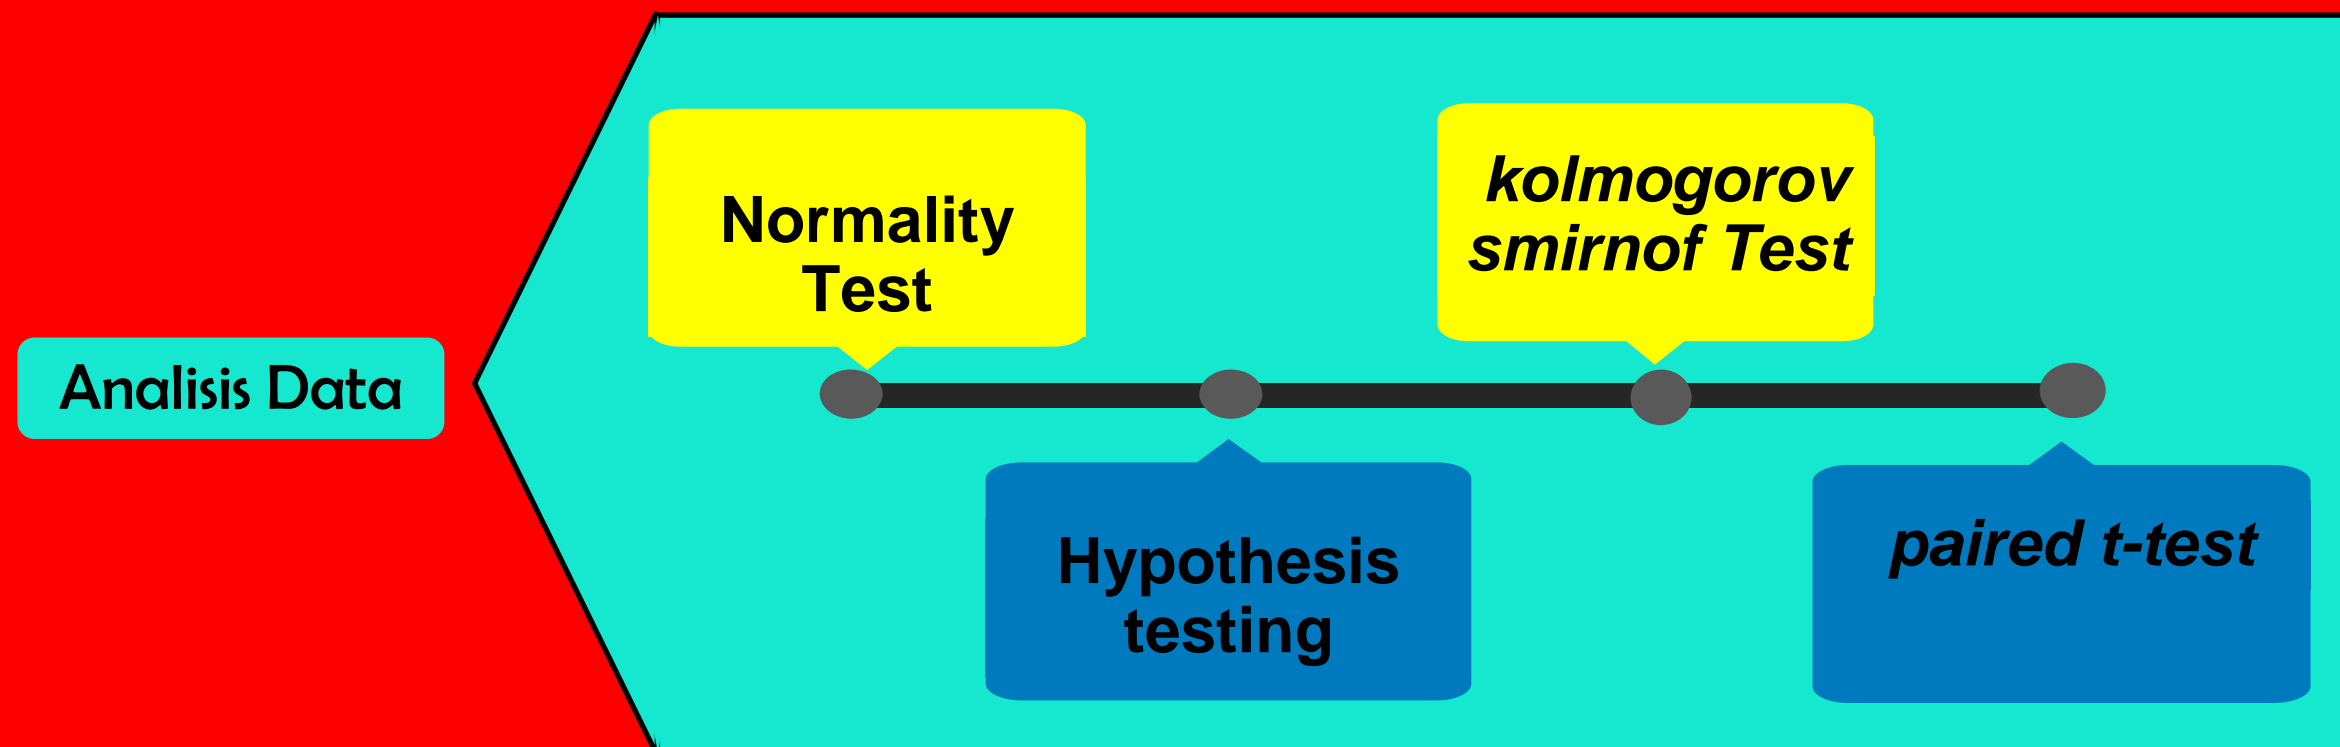 Analisis Data
Normality
Test
Hypothesis
testing
kolmogorov
smirnof Test
paired t-test